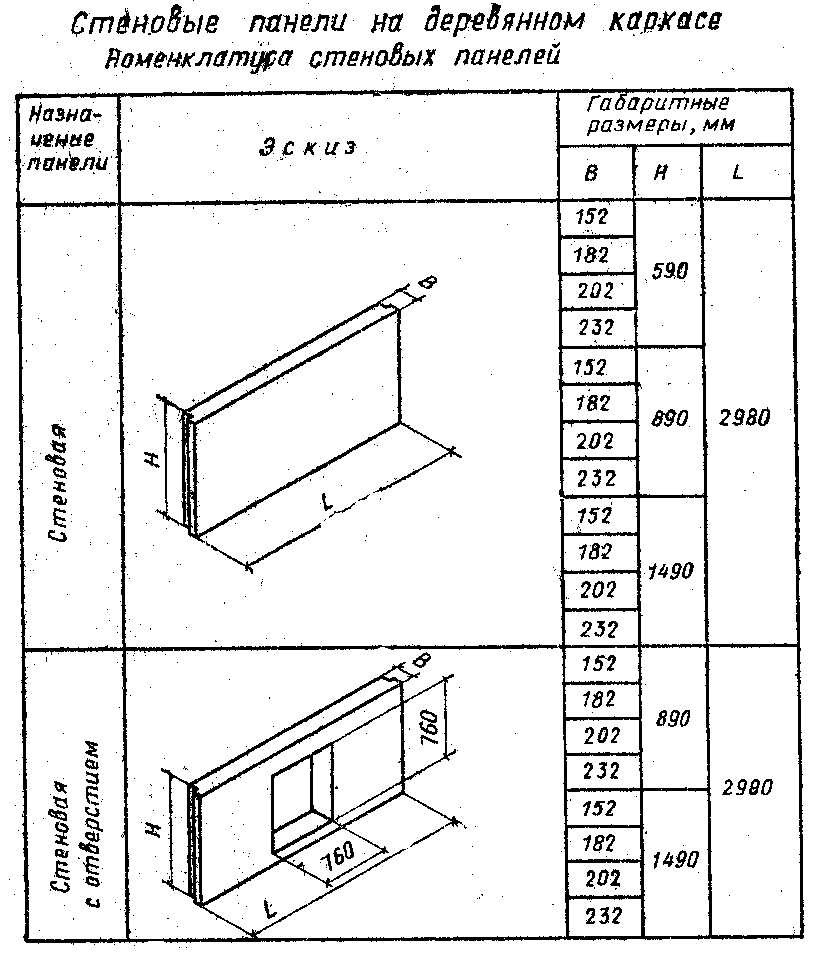 Стеновые панели на деревянном каркасе
Номенклатура стеновых панелей
Назна-
чение
панели
Эскиз
Габаритные
размеры, мм
B
H
L
Стеновая
B
H
L
152
182
202
232
590
152
182
202
232
890
152
182
202
232
1490
2980
Стеновая
с отверстием
B
H
L
760
760
152
182
202
232
890
152
182
202
232
1490
2980